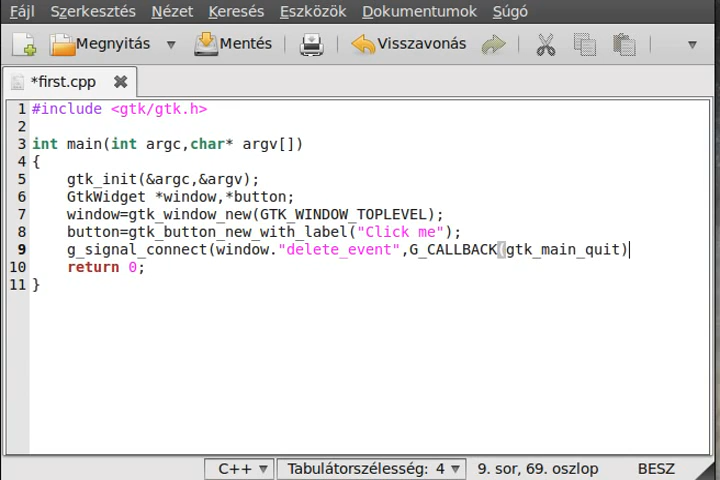 Fájl Szerkesztés Nézet Keresés Eszközök Dokumentumok Súgó
Megnyitás Mentés Visszavonás
*first.cpp
1 #include <gtk/gtk.h>
2
3 int main(int argc,char* argv[])
4 {
5 gtk_init(&argc,&argv);
6 GtkWidget *window,*button;
7 window=gtk_window_new(GTK_WINDOW_TOPLEVEL);
8 button=gtk_button_new_with_label("Click me");
9 g_signal_connect(window."delete_event",G_CALLBACK(gtk_main_quit)
10 return 0;
11 }
C++ Tabulátorszélesség: 4 9. sor, 69. oszlop BESZ